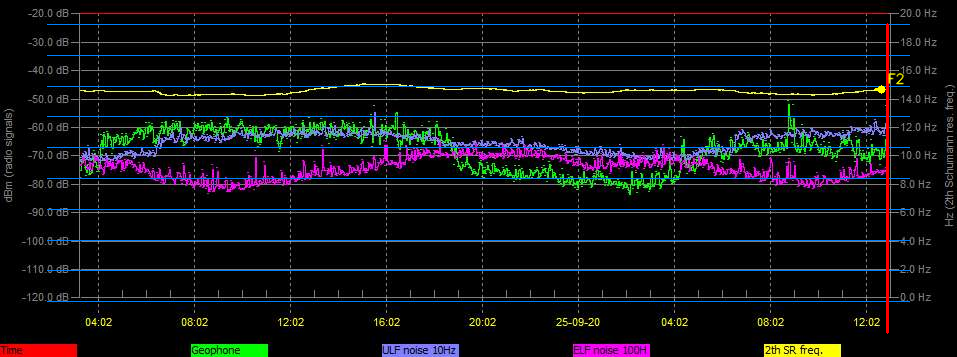 -20.0 dB 20.0 Hz
-30.0 dB 18.0 Hz
-40.0 dB 16.0 Hz
F2
-50.0 dB 14.0 Hz
-60.0 dB 12.0 Hz
-70.0 dB 10.0 Hz
-80.0 dB 8.0 Hz
-90.0 dB 6.0 Hz
-100.0 dB 4.0 Hz
-110.0 dB 2.0 Hz
-120.0 dB 0.0 Hz
dBm (radio signals)
Hz (2th Schumann res. freq.)
04:02 08:02 12:02 16:02 20:02 25-09-20 04:02 08:02 12:02
Time Geophone ULF noise 10Hz ELF noise 100H 2th SR freq.